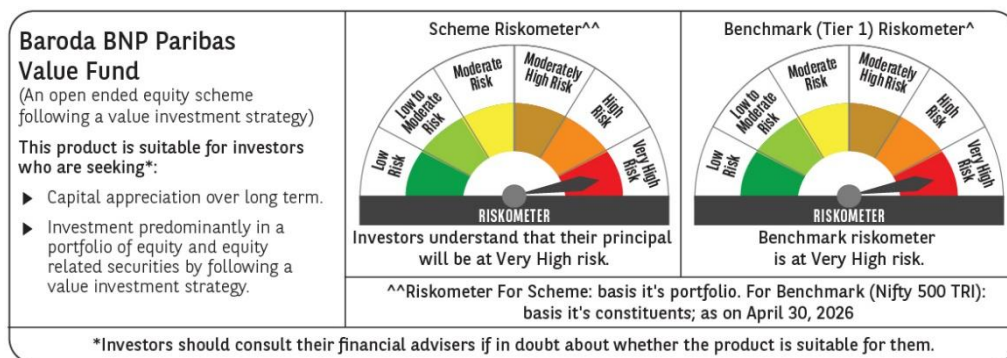 Baroda BNP Paribas
Value Fund
(An open ended equity scheme
following a value investment strategy)
This product is suitable for investors
who are seeking*:
▶ Capital appreciation over long term.
▶ Investment predominantly in a
portfolio of equity and equity
related securities by following a
value investment strategy.
Scheme Riskometer^^
Low Risk
Low to Moderate Risk
Moderate Risk
Moderately High Risk
High Risk
Very High Risk
RISKOMETER
Investors understand that their principal
will be at Very High risk.
Benchmark (Tier 1) Riskometer^
Low Risk
Low to Moderate Risk
Moderate Risk
Moderately High Risk
High Risk
Very High Risk
RISKOMETER
Benchmark riskometer
is at Very High risk.
^^Riskometer For Scheme: basis it's portfolio. For Benchmark (Nifty 500 TRI):
basis it's constituents; as on April 30, 2026
*Investors should consult their financial advisers if in doubt about whether the product is suitable for them.